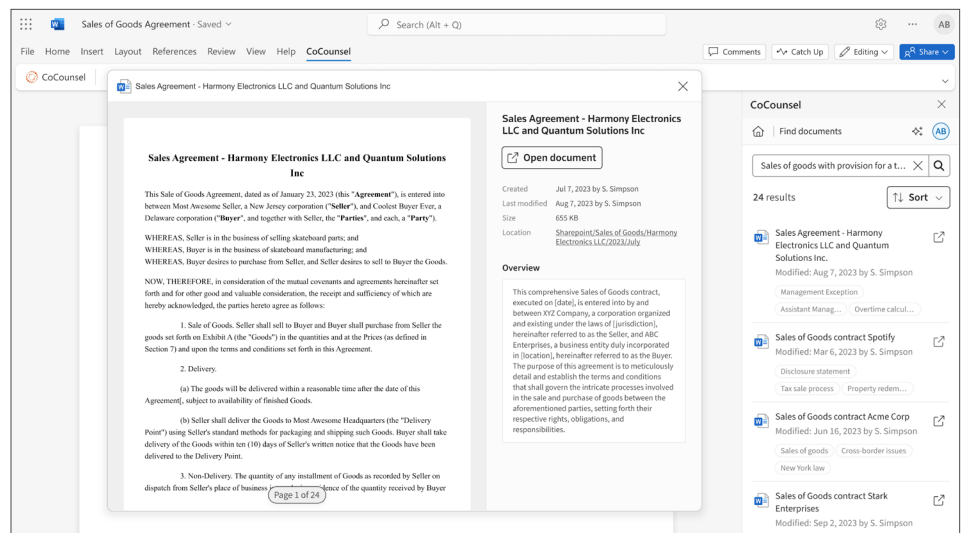 Sales of Goods Agreement · Saved
Search (Alt + Q)
AB
File Home Insert Layout References Review View Help CoCounsel
Comments Catch Up Editing Share
CoCounsel
Sales Agreement - Harmony Electronics LLC and Quantum Solutions Inc
Sales Agreement - Harmony Electronics LLC and Quantum Solutions
Inc
This Sale of Goods Agreement, dated as of January 23, 2023 (this "Agreement"), is entered into
between Most Awesome Seller, a New Jersey corporation ("Seller"), and Coolest Buyer Ever, a
Delaware corporation ("Buyer", and together with Seller, the "Parties", and each, a "Party").
WHEREAS, Seller is in the business of selling skateboard parts; and
WHEREAS, Buyer is in the business of skateboard manufacturing; and
WHEREAS, Buyer desires to purchase from Seller, and Seller desires to sell to Buyer the Goods.
NOW, THEREFORE, in consideration of the mutual covenants and agreements hereinafter set
forth and for other good and valuable consideration, the receipt and sufficiency of which are
hereby acknowledged, the parties hereto agree as follows:
1. Sale of Goods. Seller shall sell to Buyer and Buyer shall purchase from Seller the
goods set forth on Exhibit A (the "Goods") in the quantities and at the Prices (as defined in
Section 7) and upon the terms and conditions set forth in this Agreement.
2. Delivery.
(a) The goods will be delivered within a reasonable time after the date of this
Agreement[, subject to availability of finished Goods.
(b) Seller shall deliver the Goods to Most Awesome Headquarters (the "Delivery
Point") using Seller's standard methods for packaging and shipping such Goods. Buyer shall take
delivery of the Goods within ten (10) days of Seller's written notice that the Goods have been
delivered to the Delivery Point.
3. Non-Delivery. The quantity of any installment of Goods as recorded by Seller on
dispatch from Seller's place of business of the quantity received by Buyer
Page 1 of 24
Sales Agreement - Harmony Electronics
LLC and Quantum Solutions Inc
Open document
Created Jul 7, 2023 by S. Simpson
Last modified Aug 7, 2023 by S. Simpson
Size 655 KB
Location Sharepoint/Sales of Goods/Harmony
Electronics LLC/2023/July
Overview
This comprehensive Sales of Goods contract,
executed on [date], is entered into by and
between XYZ Company, a corporation organized
and existing under the laws of [jurisdiction],
hereinafter referred to as the Seller, and ABC
Enterprises, a business entity duly incorporated
in [location], hereinafter referred to as the Buyer.
The purpose of this agreement is to meticulously
detail and establish the terms and conditions
that shall govern the intricate processes involved
in the sale and purchase of goods between the
aforementioned parties, setting forth their
respective rights, obligations, and
responsibilities.
CoCounsel
Find documents AB
Sales of goods with provision for a t...
24 results Sort
Sales Agreement - Harmony
Electronics LLC and Quantum
Solutions Inc.
Modified: Aug 7, 2023 by S. Simpson
Management Exception
Assistant Manag... Overtime calcul...
Sales of Goods contract Spotify
Modified: Mar 6, 2023 by S. Simpson
Disclosure statement
Tax sale process Property redem...
Sales of Goods contract Acme Corp
Modified: Jun 16, 2023 by S. Simpson
Sales of goods Cross-border issues
New York law
Sales of Goods contract Stark
Enterprises
Modified: Sep 2, 2023 by S. Simpson